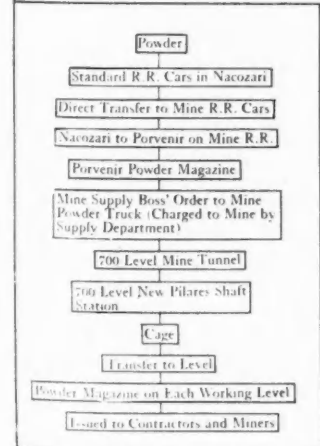 Powder
Standard R.R. Cars in Nacozari
Direct Transfer to Mine R.R. Cars
Nacozari to Porvenir on Mine R.R.
Porvenir Powder Magazine
Mine Supply Boss' Order to Mine
Powder Truck (Charged to Mine by
Supply Department)
700 Level Mine Tunnel
700 Level New Pilares Shaft
Station
Cage
Transfer to Level
Powder Magazine on Each Working Level
Issued to Contractors and Miners